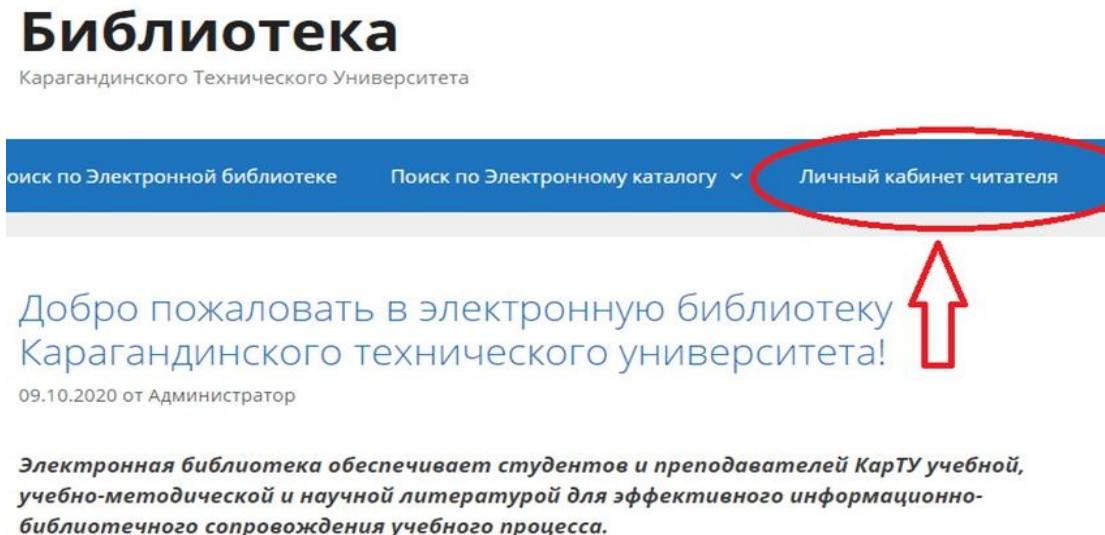 Библиотека
Карагандинского Технического Университета
оиск по Электронной библиотеке Поиск по Электронному каталогу Личный кабинет читателя
Добро пожаловать в электронную библиотеку
Карагандинского технического университета!
09.10.2020 от Администратор
Электронная библиотека обеспечивает студентов и преподавателей КарТУ учебной,
учебно-методической и научной литературой для эффективного информационно-
библиотечного сопровождения учебного процесса.